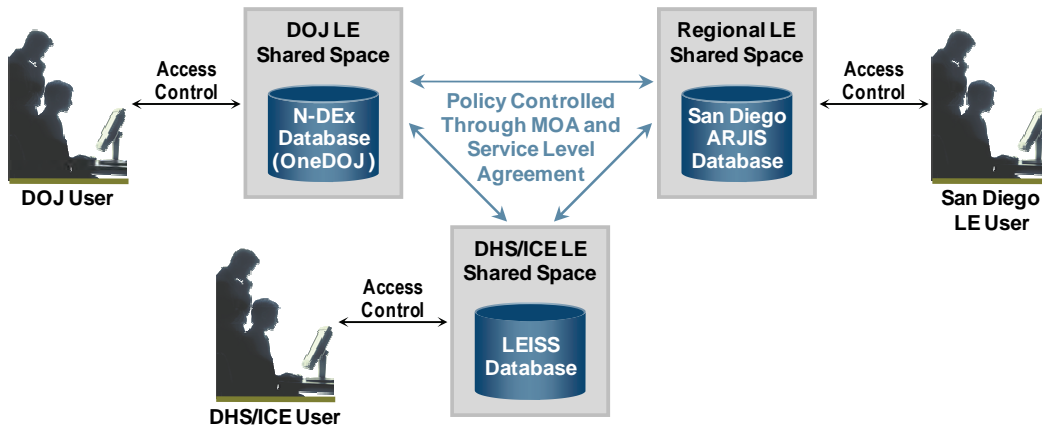 DOJ LE
Shared Space
Regional LE
Shared Space
Access
Control
N-DEx
Database
(OneDOJ)
Policy Controlled
Through MOA and
Service Level
Agreement
San Diego
ARJIS
Database
Access
Control
DOJ User
San Diego
LE User
DHS/ICE LE
Shared Space
Access
Control
LEISS
Database
DHS/ICE User